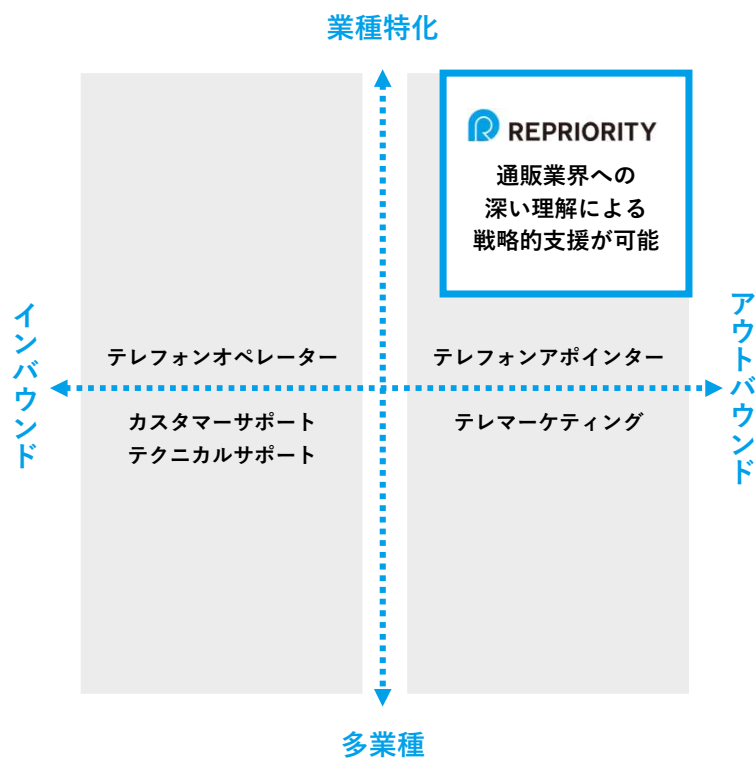 業種特化
REPRIORITY
通販業界への
深い理解による
戦略的支援が可能
インバウンド
アウトバウンド
テレフォンオペレーター
テレフォンアポインター
カスタマーサポート
テクニカルサポート
テレマーケティング
多業種